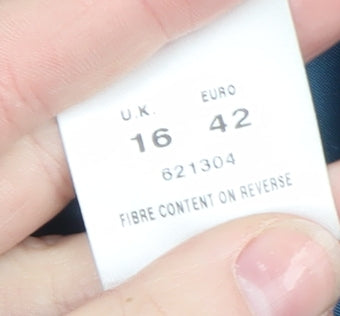 U.K. EURO
16 42
621304
FIBRE CONTENT ON REVERSE